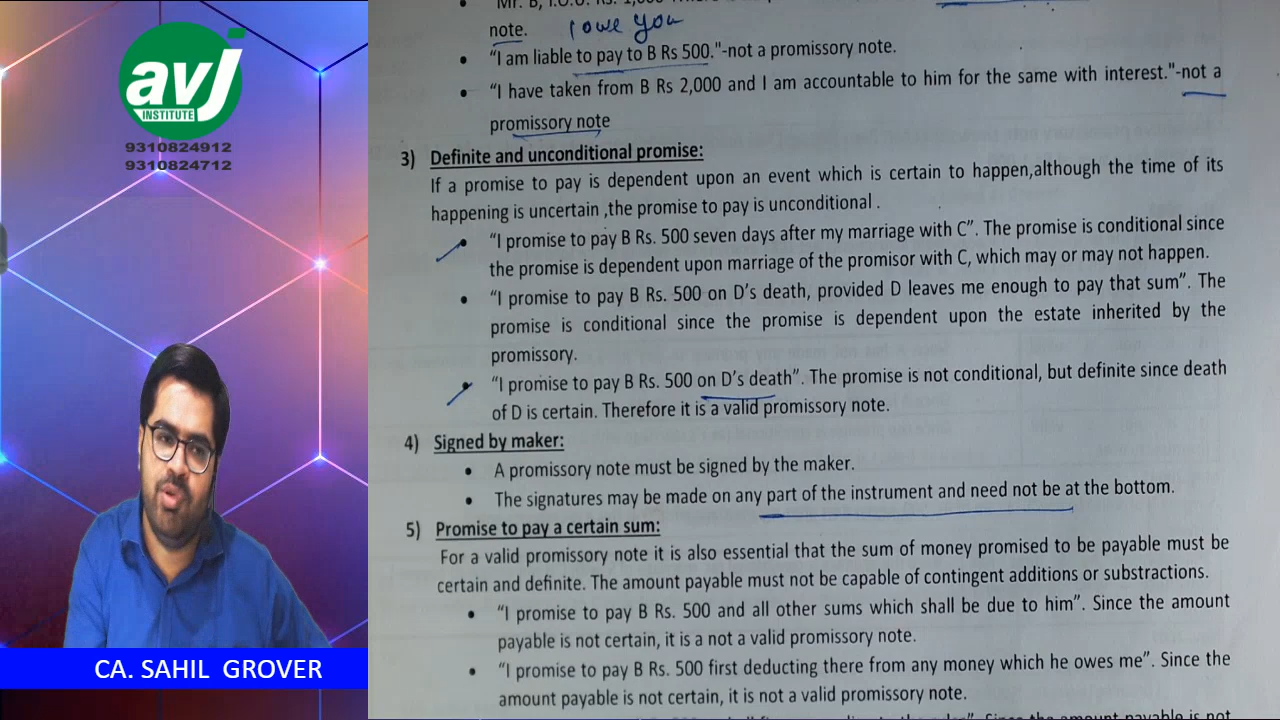 avj
INSTITUTE
9310824912
9310824712
CA. SAHIL GROVER
note. I owe you
• "I am liable to pay to B Rs 500."-not a promissory note.
• "I have taken from B Rs 2,000 and I am accountable to him for the same with interest."-not a
promissory note
3) Definite and unconditional promise:
If a promise to pay is dependent upon an event which is certain to happen,although the time of its
happening is uncertain ,the promise to pay is unconditional .
• "I promise to pay B Rs. 500 seven days after my marriage with C". The promise is conditional since
the promise is dependent upon marriage of the promisor with C, which may or may not happen.
• "I promise to pay B Rs. 500 on D's death, provided D leaves me enough to pay that sum". The
promise is conditional since the promise is dependent upon the estate inherited by the
promissory.
• "I promise to pay B Rs. 500 on D's death". The promise is not conditional, but definite since death
of D is certain. Therefore it is a valid promissory note.
4) Signed by maker:
• A promissory note must be signed by the maker.
• The signatures may be made on any part of the instrument and need not be at the bottom.
5) Promise to pay a certain sum:
For a valid promissory note it is also essential that the sum of money promised to be payable must be
certain and definite. The amount payable must not be capable of contingent additions or substractions.
• "I promise to pay B Rs. 500 and all other sums which shall be due to him". Since the amount
payable is not certain, it is a not a valid promissory note.
• "I promise to pay B Rs. 500 first deducting there from any money which he owes me". Since the
amount payable is not certain, it is not a valid promissory note.